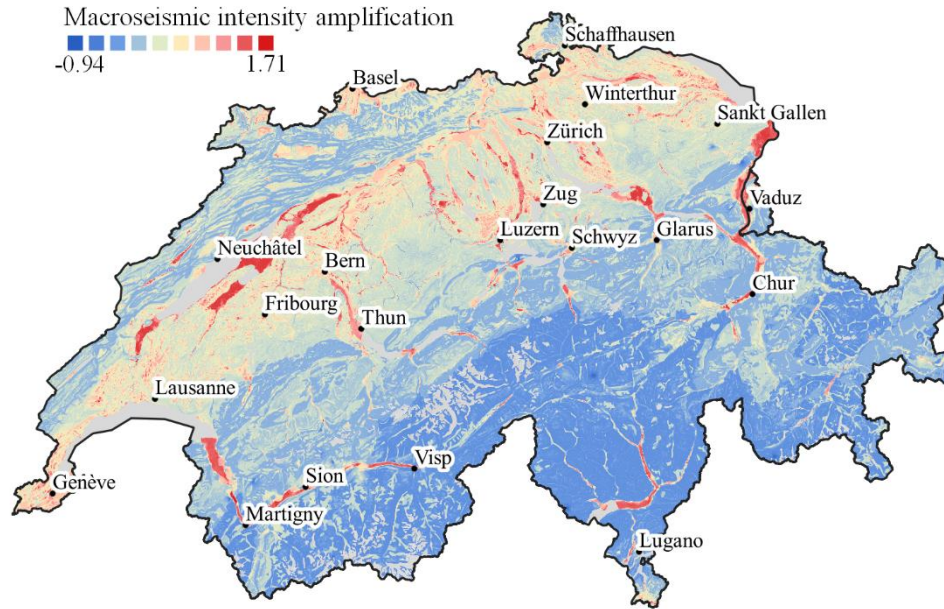 Macroseismic intensity amplification
-0.94 1.71
Schaffhausen
Basel
Winterthur
Sankt Gallen
Zürich
Zug
Vaduz
Luzern
Schwyz
Glarus
Neuchâtel
Bern
Chur
Fribourg
Thun
Lausanne
Visp
Sion
Genève
Martigny
Lugano